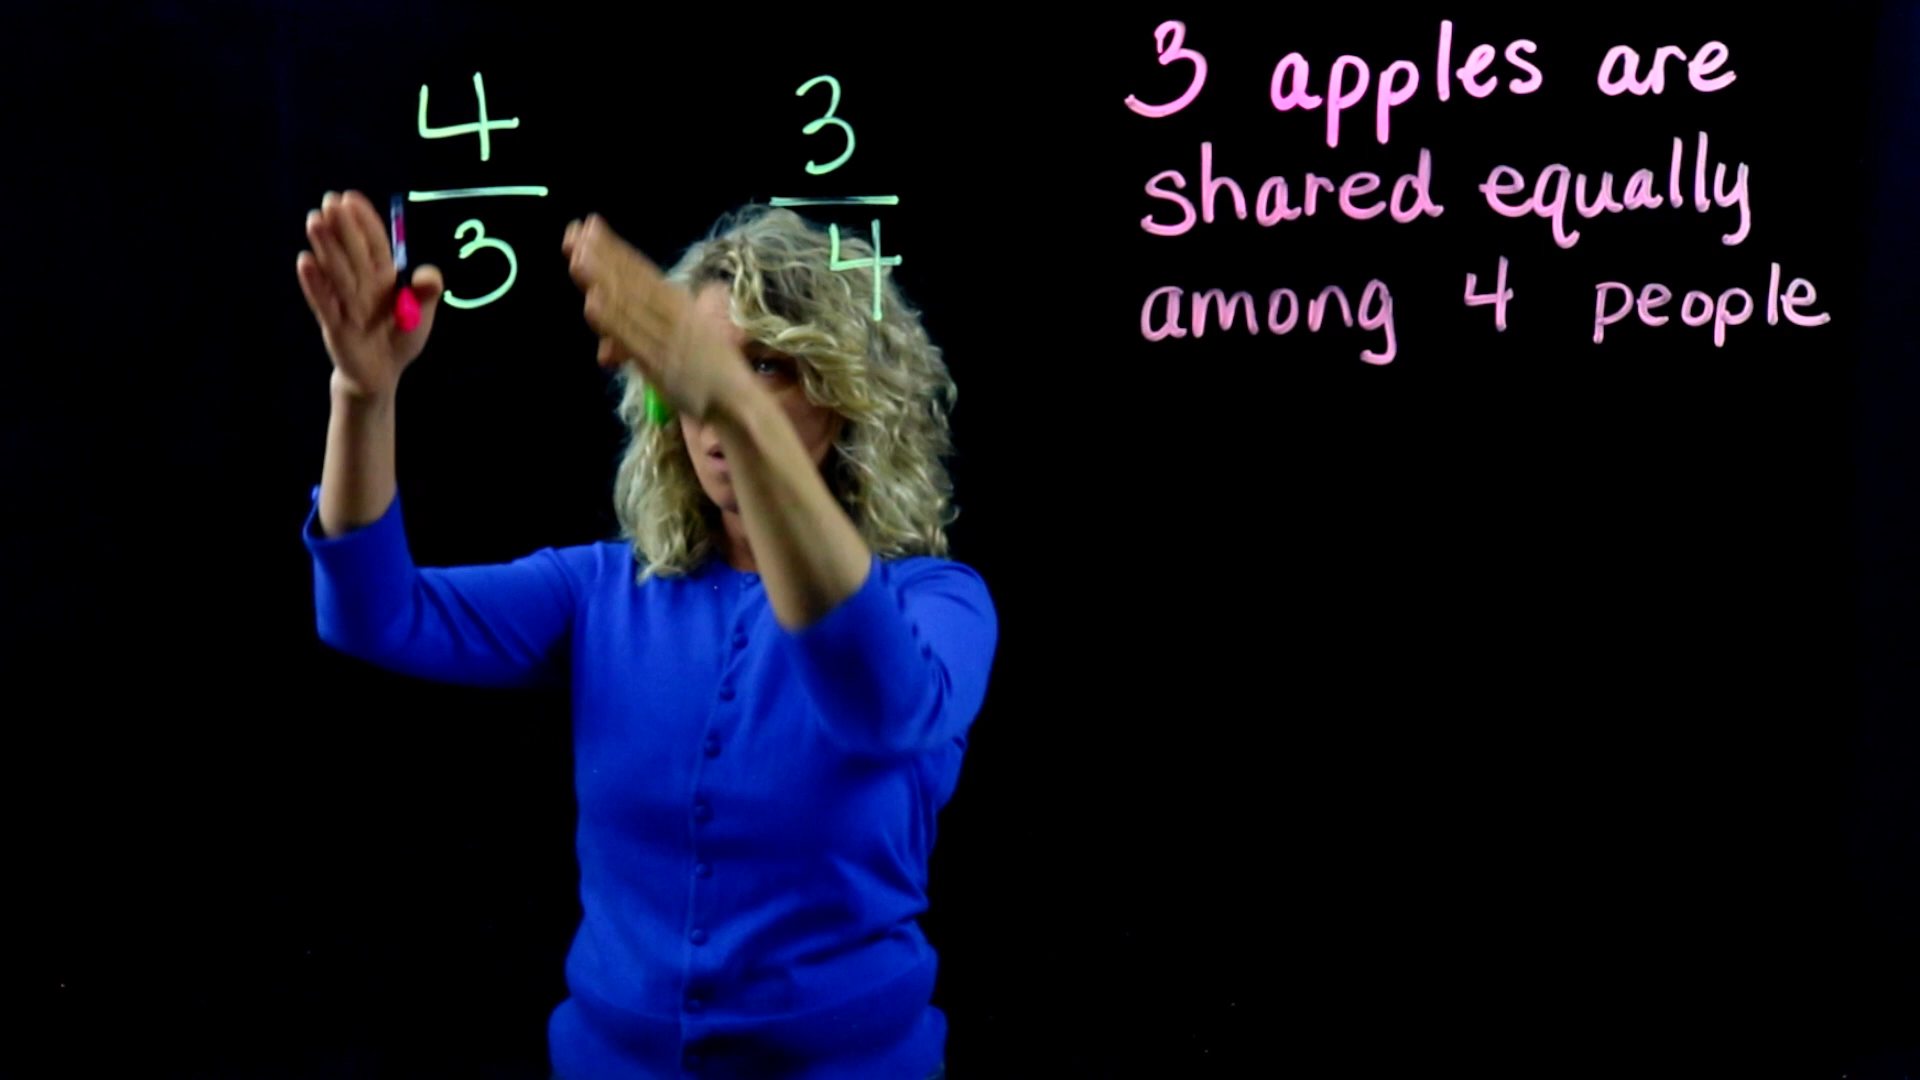 4 3
3 4
3 apples are
shared equally
among 4 people